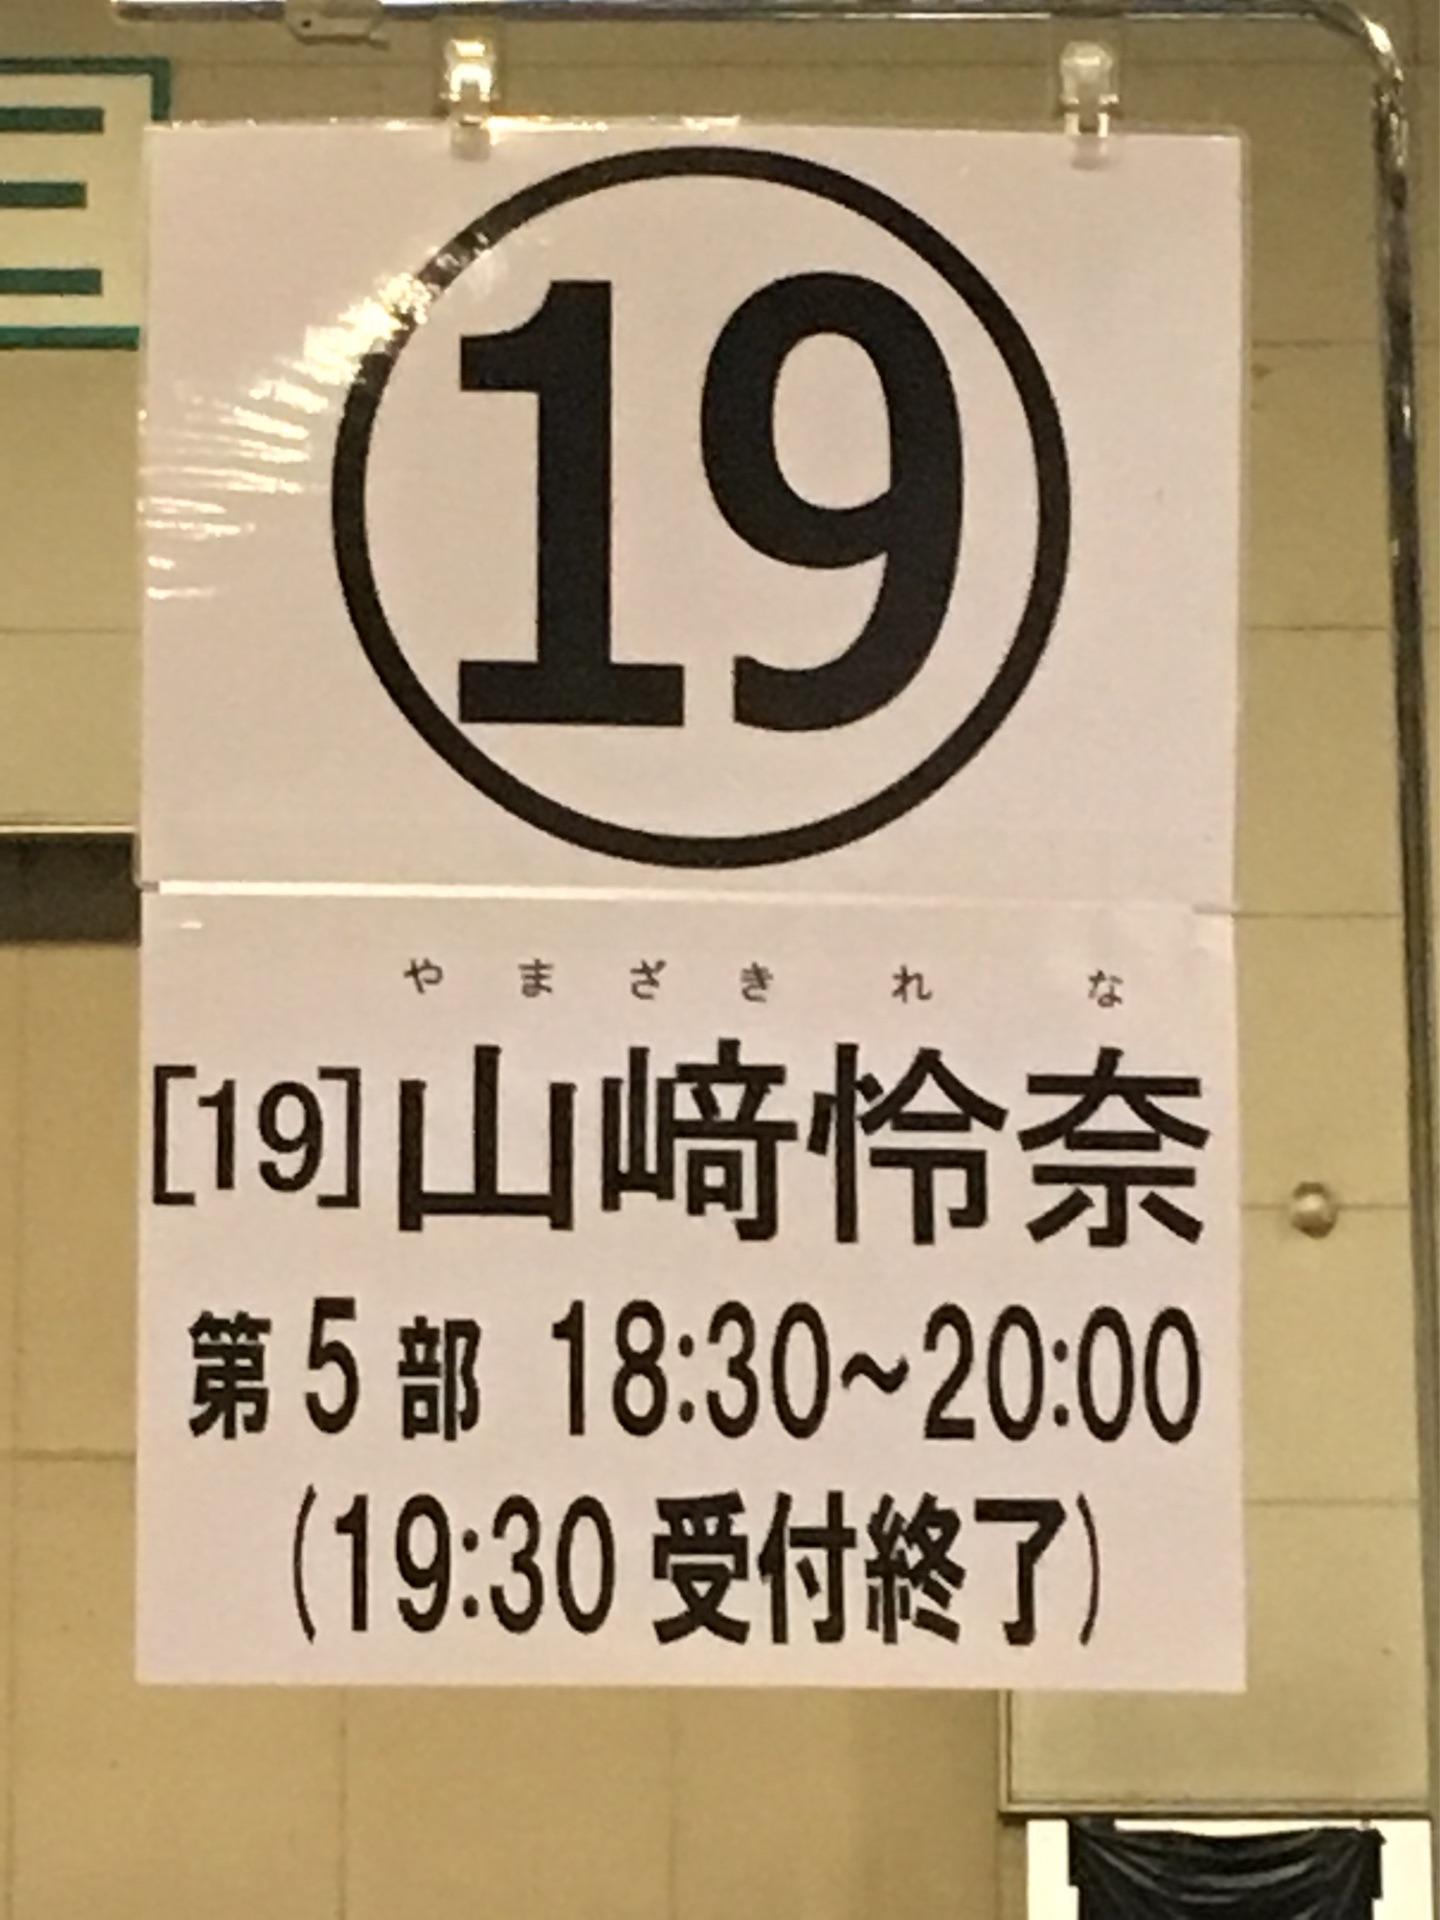 19
やまざき れな
[19]山﨑怜奈
第5部 18:30~20:00
(19:30 受付終了)